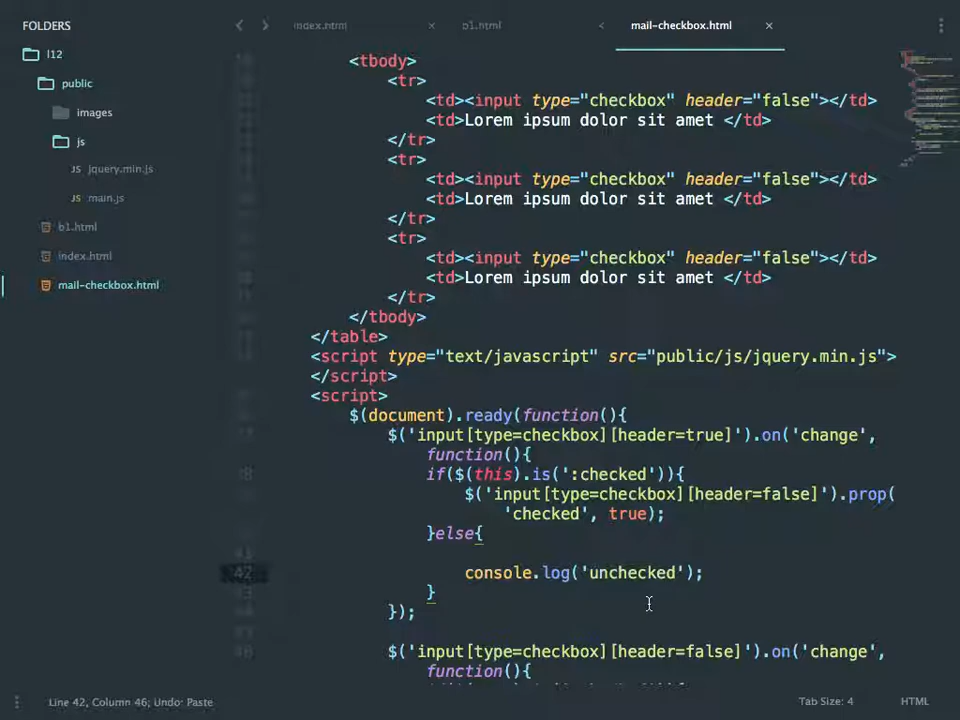 FOLDERS
l12
public
images
js
JS jquery.min.js
JS main.js
b1.html
index.html
mail-checkbox.html
index.html ×
b1.html
mail-checkbox.html ×
<tbody>
<tr>
<td><input type="checkbox" header="false"></td>
<td>Lorem ipsum dolor sit amet </td>
</tr>
<tr>
<td><input type="checkbox" header="false"></td>
<td>Lorem ipsum dolor sit amet </td>
</tr>
<tr>
<td><input type="checkbox" header="false"></td>
<td>Lorem ipsum dolor sit amet </td>
</tr>
</tbody>
</table>
<script type="text/javascript" src="public/js/jquery.min.js">
</script>
<script>
$(document).ready(function(){
$('input[type=checkbox][header=true]').on('change',
function(){
if($(this).is(':checked')){
$('input[type=checkbox][header=false]').prop(
'checked', true);
}else{
41
42 console.log('unchecked');
}
});
$('input[type=checkbox][header=false]').on('change',
function(){
Line 42, Column 46; Undo: Paste
Tab Size: 4
HTML